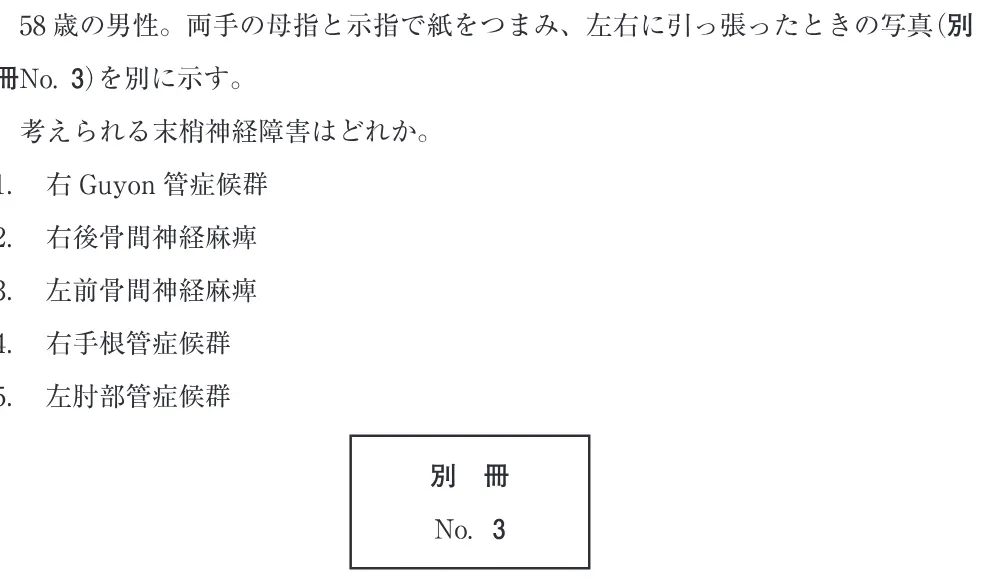 58 歳の男性。両手の母指と示指で紙をつまみ、左右に引っ張ったときの写真(別
冊No. 3)を別に示す。
考えられる末梢神経障害はどれか。
1. 右 Guyon 管症候群
2. 右後骨間神経麻痺
3. 左前骨間神経麻痺
4. 右手根管症候群
5. 左肘部管症候群
別 冊
No. 3